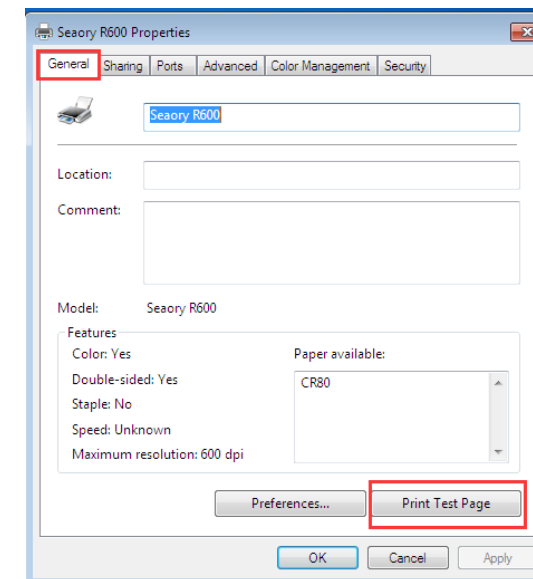 Seaory R600 Properties
General Sharing Ports Advanced Color Management Security
Seaory R600
Location:
Comment:
Model: Seaory R600
Features
Color: Yes Paper available:
Double-sided: Yes CR80
Staple: No
Speed: Unknown
Maximum resolution: 600 dpi
Preferences... Print Test Page
OK Cancel Apply